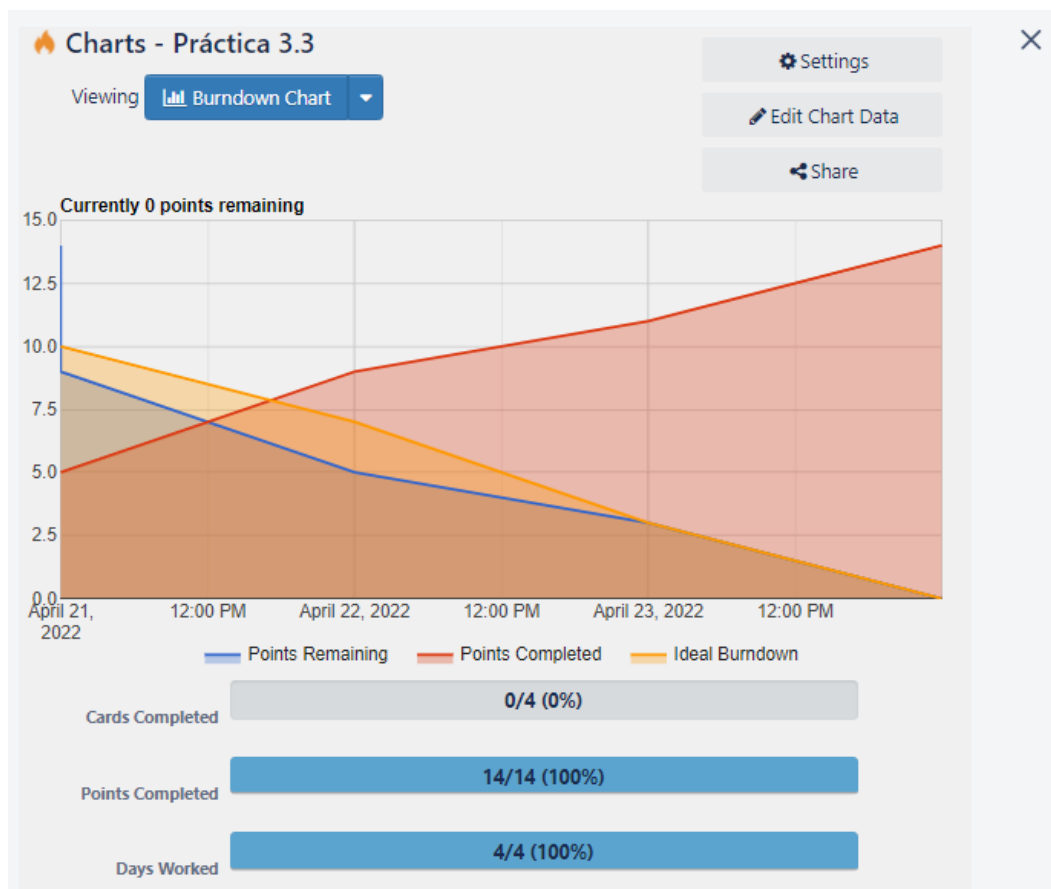 Charts - Práctica 3.3
Settings
Viewing
Burndown Chart
Edit Chart Data
Share
Currently 0 points remaining
15.0
12.5
10.0
7.5
5.0
2.5
0.0
April 21,
2022
12:00 PM
April 22, 2022
12:00 PM
April 23, 2022
12:00 PM
Points Remaining
Points Completed
Ideal Burndown
Cards Completed
0/4 (0%)
Points Completed
14/14 (100%)
Days Worked
4/4 (100%)